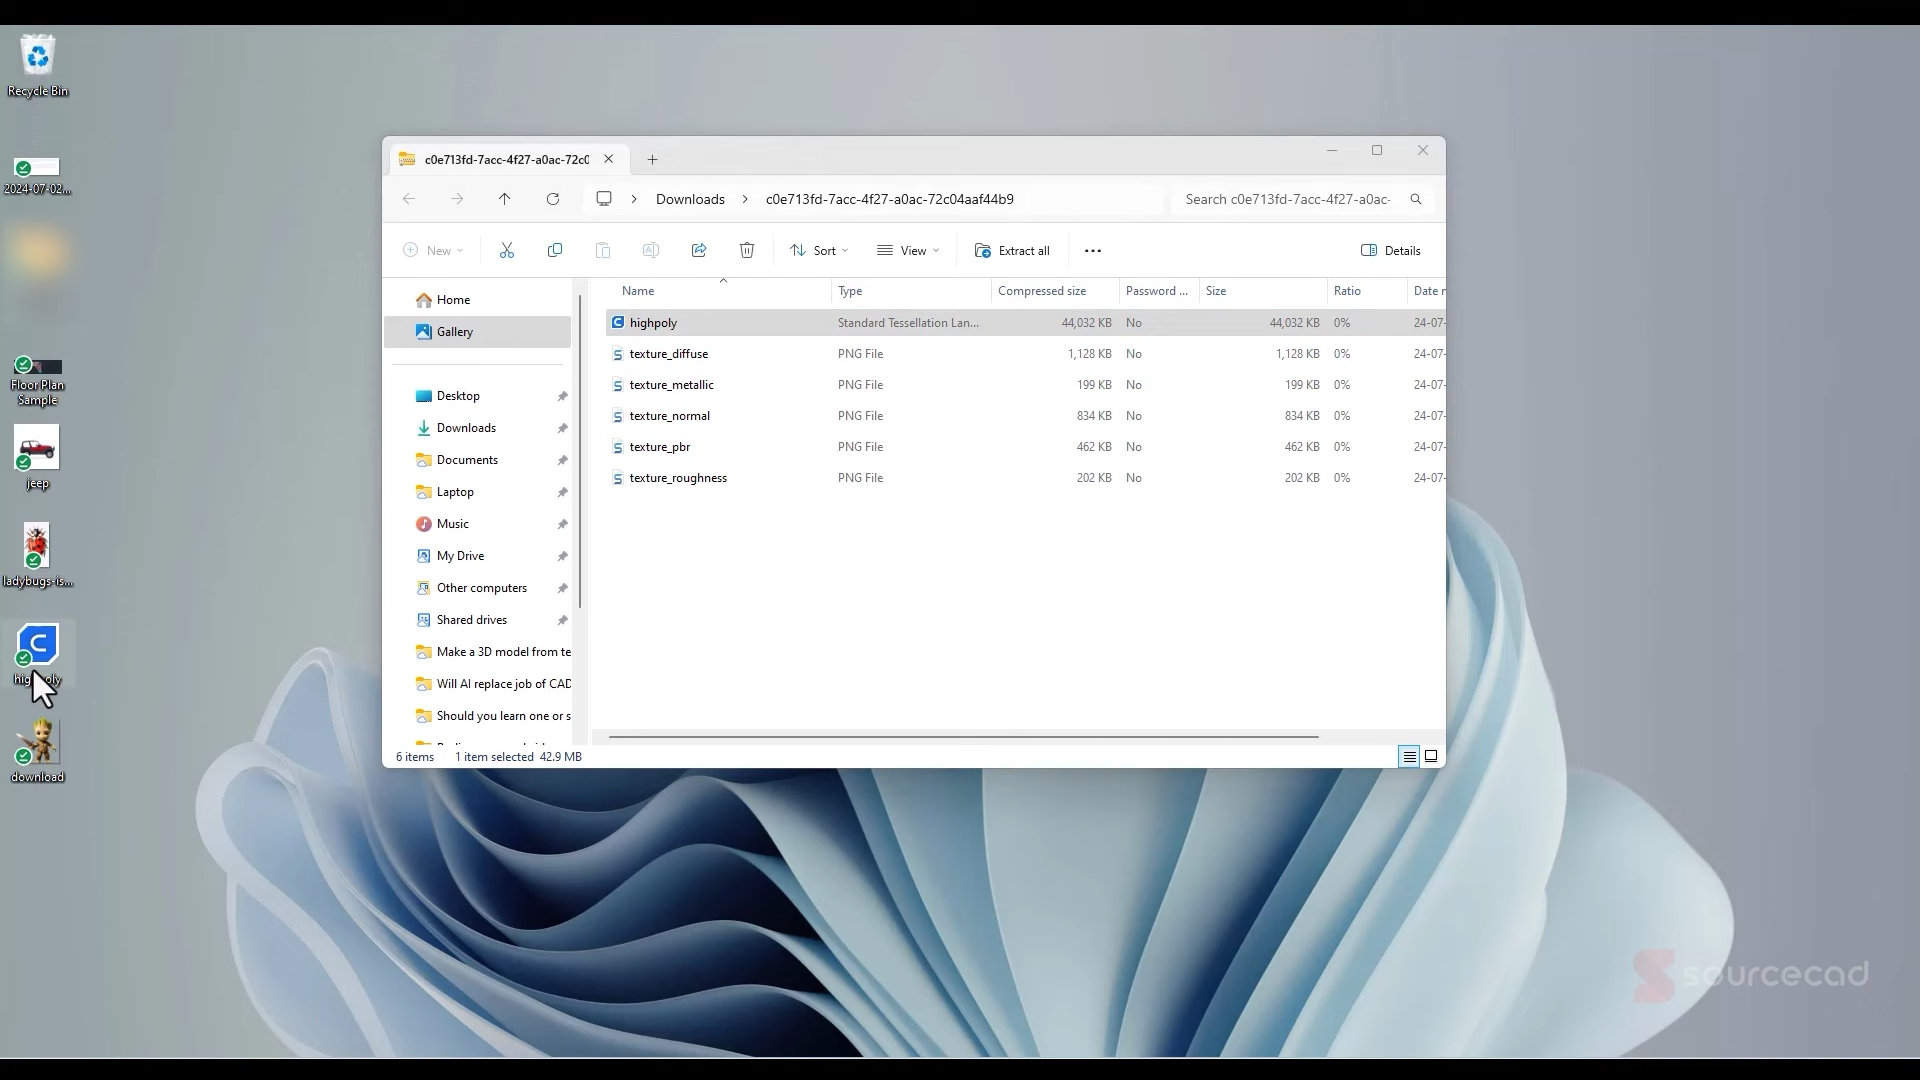 Recycle Bin
2024-07-02...
Floor Plan
Sample
jeep
ladybugs-is...
download
c0e713fd-7acc-4f27-a0ac-72c0
Downloads
c0e713fd-7acc-4f27-a0ac-72c04aaf44b9
Search c0e713fd-7acc-4f27-a0ac-
New
Sort
View
Extract all
Details
Home
Gallery
Desktop
Downloads
Documents
Laptop
Music
My Drive
Other computers
Shared drives
Make a 3D model from te
Will AI replace job of CAD
Should you learn one or s
Name Type Compressed size Password ... Size Ratio Date
highpoly Standard Tessellation Lan... 44,032 KB No 44,032 KB 0% 24-07-
texture_diffuse PNG File 1,128 KB No 1,128 KB 0% 24-07-
texture_metallic PNG File 199 KB No 199 KB 0% 24-07-
texture_normal PNG File 834 KB No 834 KB 0% 24-07-
texture_pbr PNG File 462 KB No 462 KB 0% 24-07-
texture_roughness PNG File 202 KB No 202 KB 0% 24-07-
6 items 1 item selected 42.9 MB
sourcecad